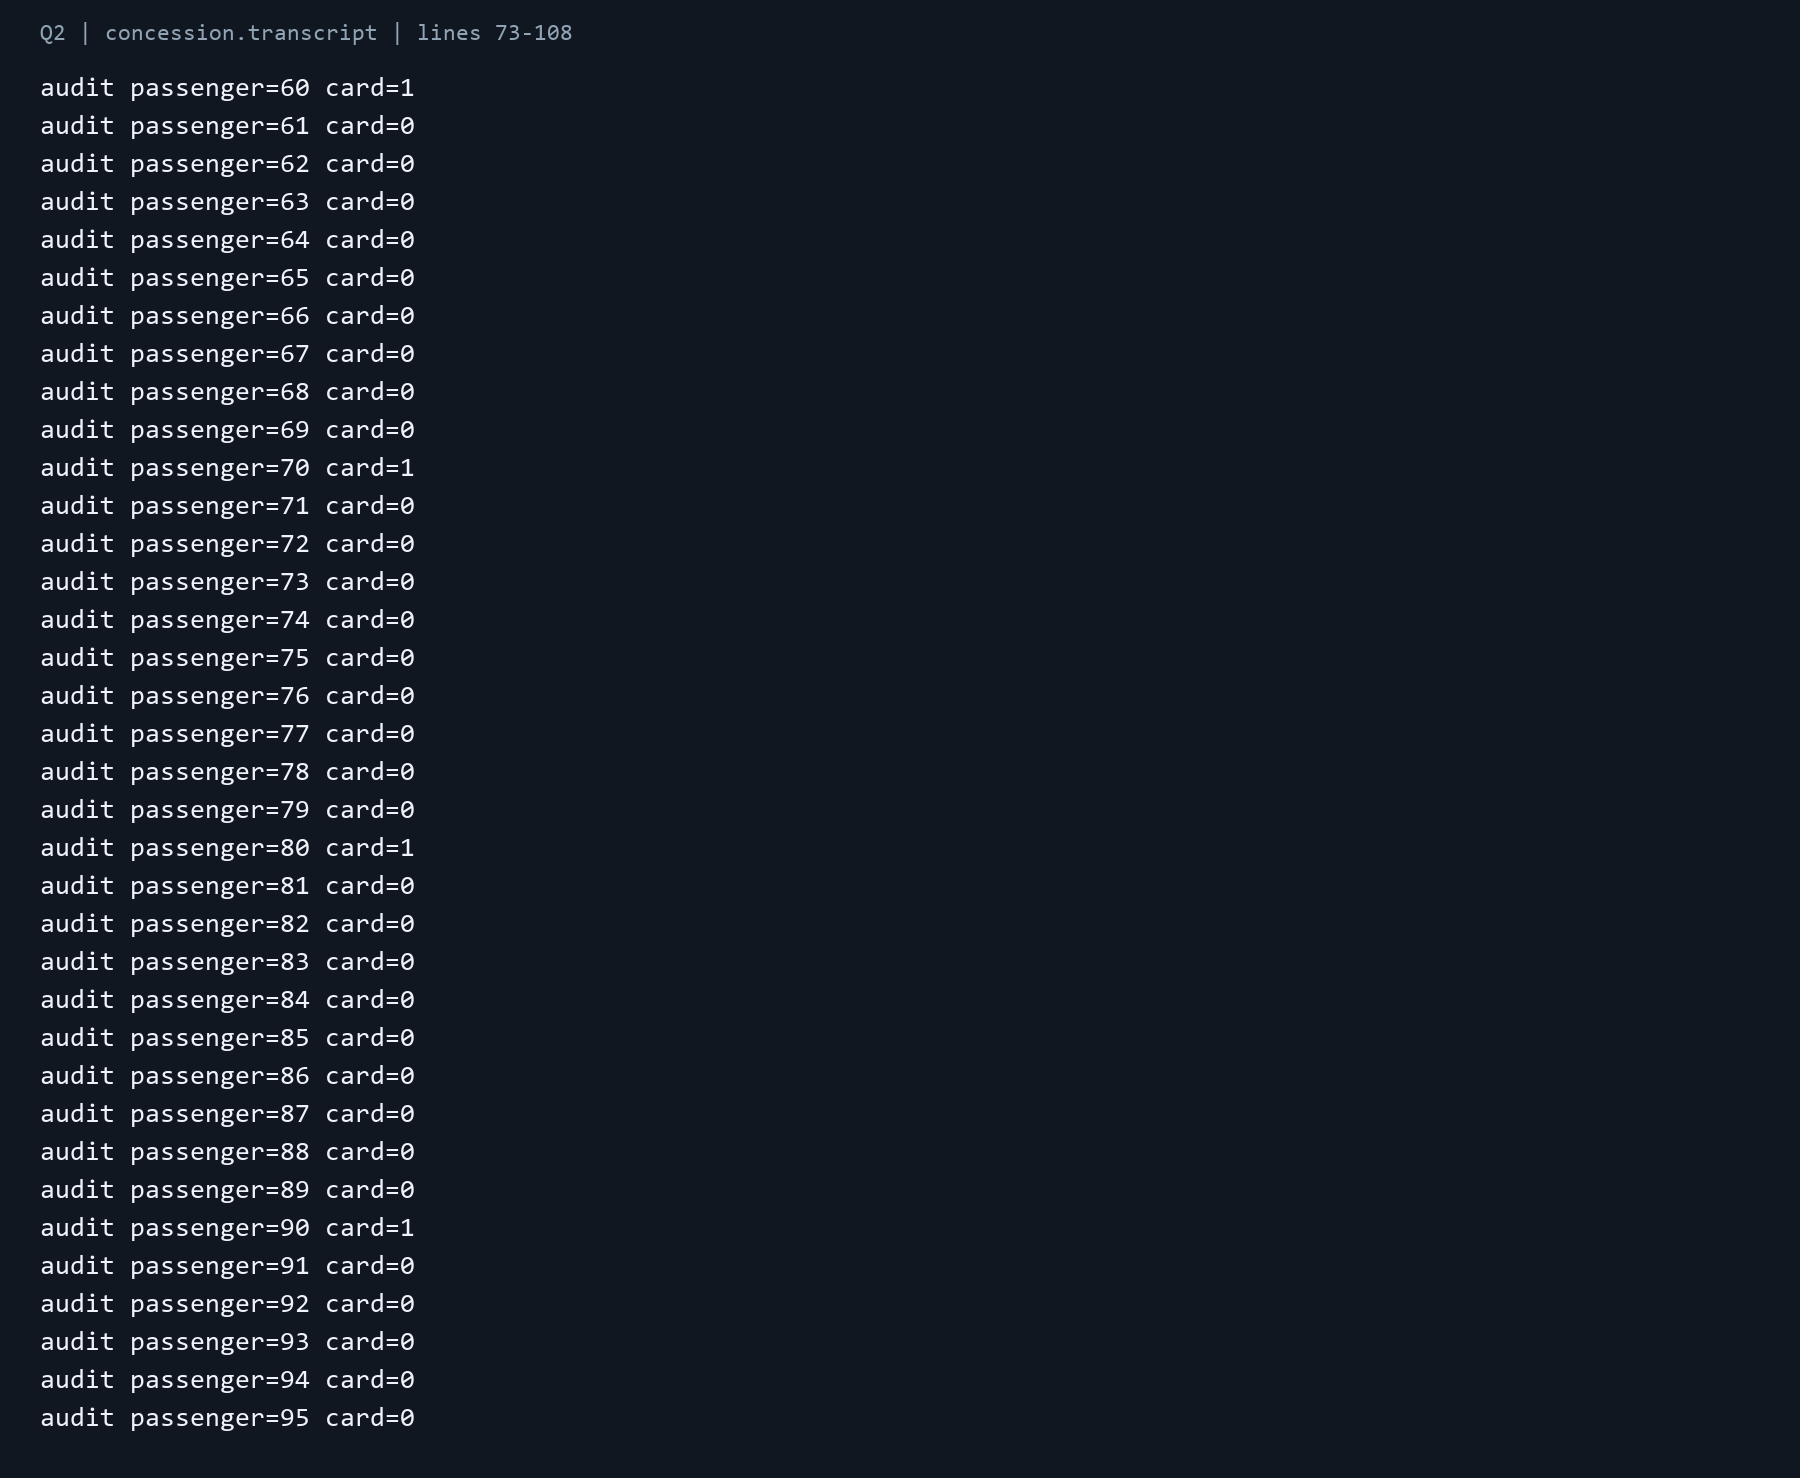 Q2 | concession.transcript | lines 73-108
audit passenger=60 card=1
audit passenger=61 card=0
audit passenger=62 card=0
audit passenger=63 card=0
audit passenger=64 card=0
audit passenger=65 card=0
audit passenger=66 card=0
audit passenger=67 card=0
audit passenger=68 card=0
audit passenger=69 card=0
audit passenger=70 card=1
audit passenger=71 card=0
audit passenger=72 card=0
audit passenger=73 card=0
audit passenger=74 card=0
audit passenger=75 card=0
audit passenger=76 card=0
audit passenger=77 card=0
audit passenger=78 card=0
audit passenger=79 card=0
audit passenger=80 card=1
audit passenger=81 card=0
audit passenger=82 card=0
audit passenger=83 card=0
audit passenger=84 card=0
audit passenger=85 card=0
audit passenger=86 card=0
audit passenger=87 card=0
audit passenger=88 card=0
audit passenger=89 card=0
audit passenger=90 card=1
audit passenger=91 card=0
audit passenger=92 card=0
audit passenger=93 card=0
audit passenger=94 card=0
audit passenger=95 card=0